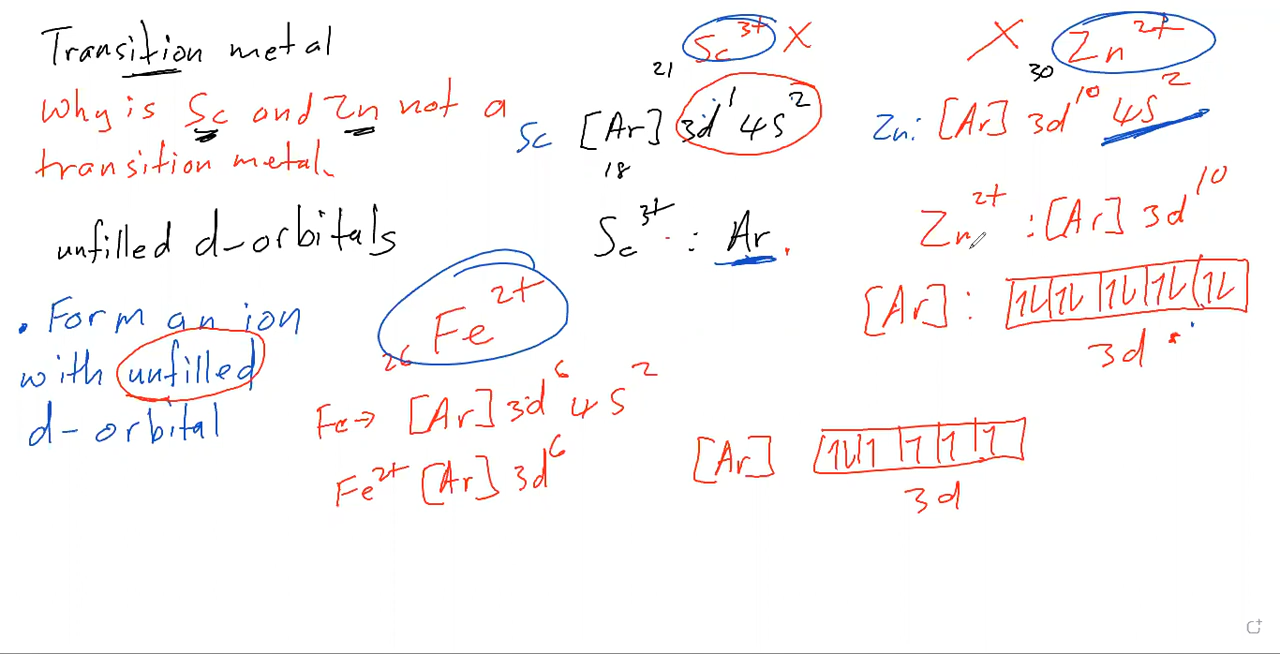 Transition metal
Why is Sc and Zn not a
transition metal.
unfilled d-orbitals
. Form an ion
with unfilled
d-orbital
Fe²⁺
26
Fe → [Ar] 3d⁶ 4s²
Fe²⁺ [Ar] 3d⁶
Sc³⁺ X
21
Sc [Ar] 3d¹ 4s²
18
Sc³⁺ : Ar.
[Ar] 1L 1 1 1 1
3d
X Zn²⁺
30
Zn: [Ar] 3d¹⁰ 4s²
Zn²⁺ : [Ar] 3d¹⁰
[Ar] : 1L 1L 1L 1L 1L
3d